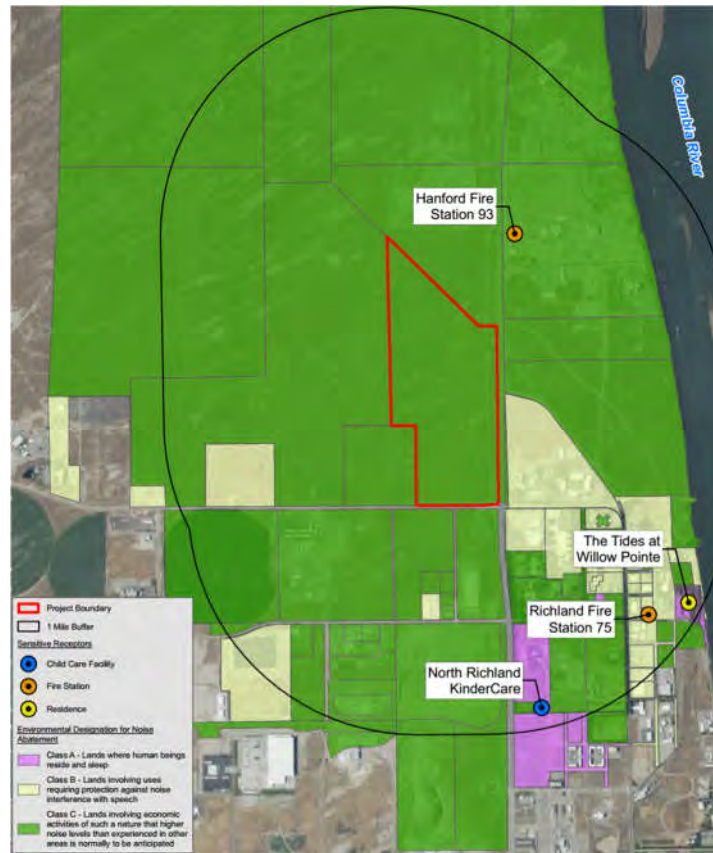 Columbia River
Hanford Fire
Station 93
The Tides at
Willow Pointe
Richland Fire
Station 75
North Richland
KinderCare
Project Boundary
1 Mile Buffer
Sensitive Receptors
Child Care Facility
Fire Station
Residence
Environmental Designation for Noise
Abatement
Class A - Lands where human beings
reside and sleep
Class B - Lands involving uses
requiring protection against noise
interference with speech
Class C - Lands involving economic
activities of such a nature that higher
noise levels than experienced in other
areas is normally to be anticipated